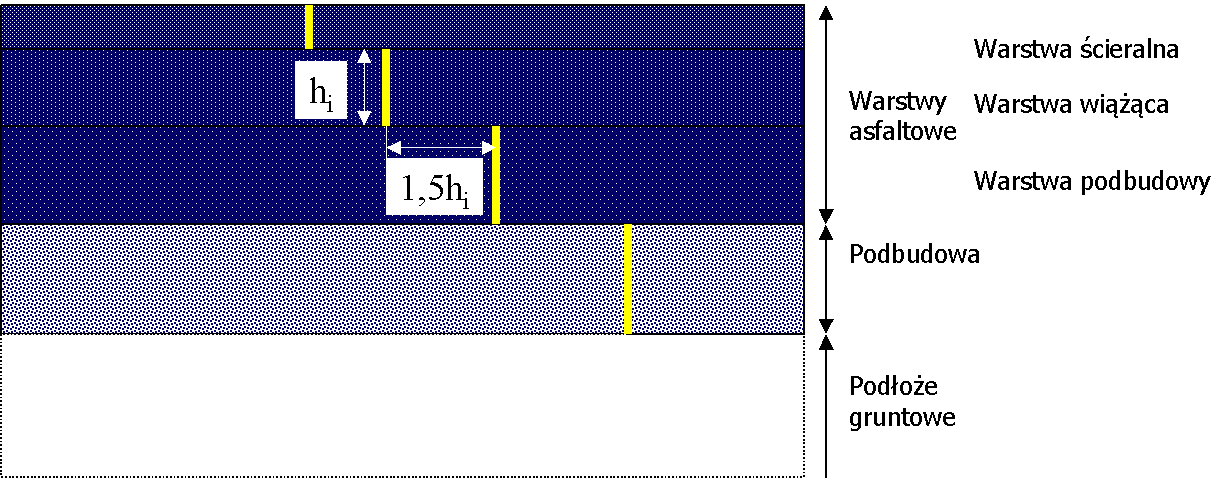 hi
1,5hi
Warstwy
asfaltowe
Warstwa ścieralna
Warstwa wiążąca
Warstwa podbudowy
Podbudowa
Podłoże
gruntowe